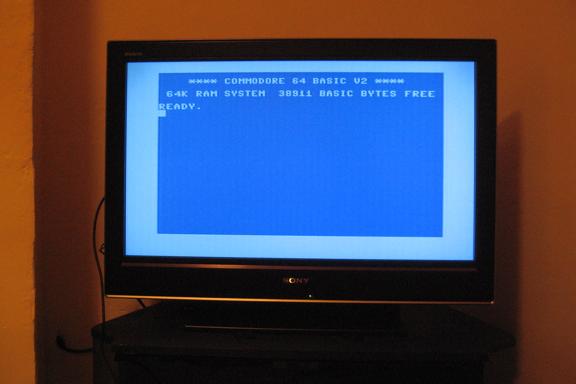 **** COMMODORE 64 BASIC V2 ****
64K RAM SYSTEM 38911 BASIC BYTES FREE
READY.
SONY